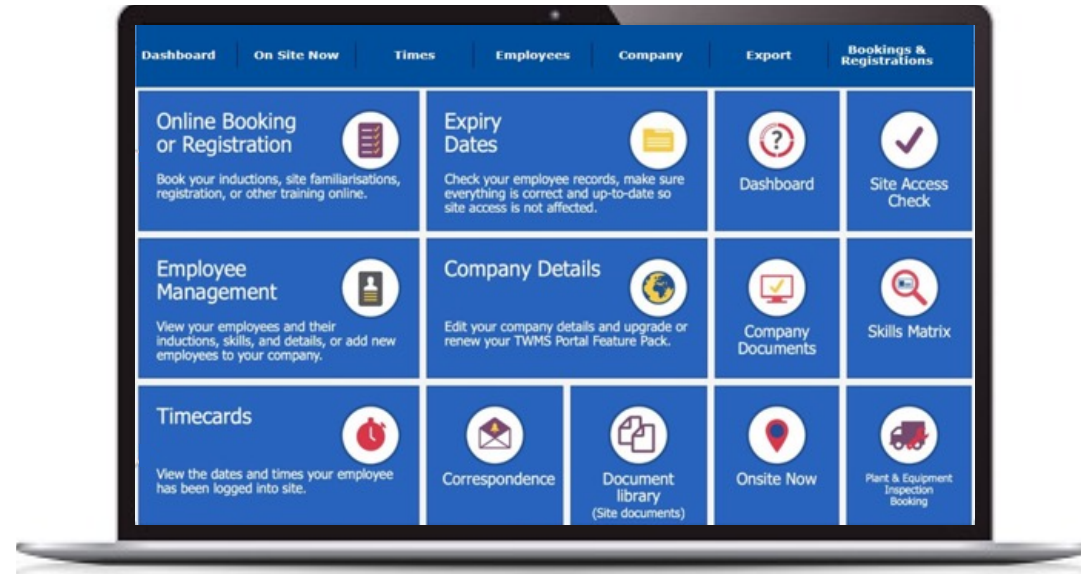 Dashboard
On Site Now
Times
Employees
Company
Export
Bookings &
Registrations
Online Booking
or Registration
Book your inductions, site familiarisations,
registration, or other training online.
Expiry
Dates
Check your employee records, make sure
everything is correct and up-to-date so
site access is not affected.
?
Dashboard
Site Access
Check
Employee
Management
View your employees and their
inductions, skills, and details, or add new
employees to your company.
Company Details
Edit your company details and upgrade or
renew your TWMS Portal Feature Pack.
Company
Documents
Skills Matrix
Timecards
View the dates and times your employee
has been logged into site.
Correspondence
Document
library
(Site documents)
Onsite Now
Plant & Equipment
Inspection
Booking